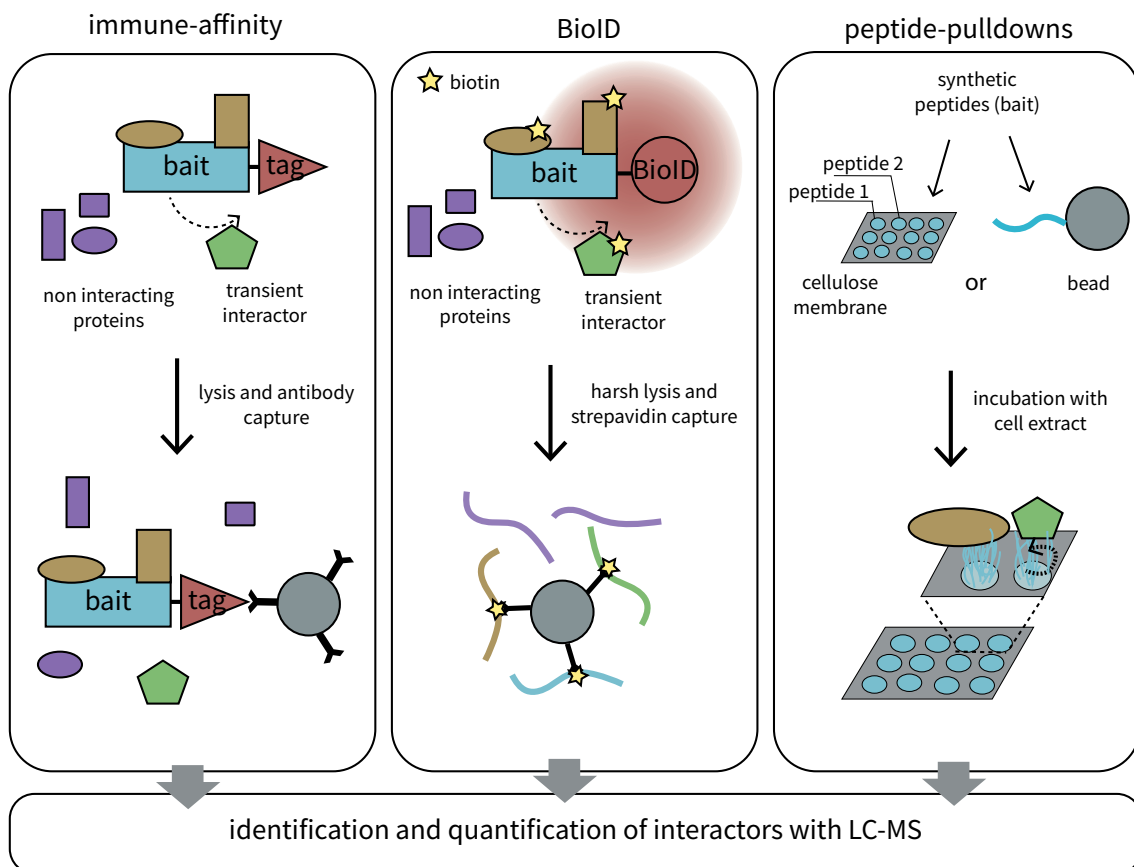 immune-affinity
bait
tag
non interacting
proteins
transient
interactor
lysis and antibody
capture
bait
tag
BioID
biotin
bait
BioID
non interacting
proteins
transient
interactor
harsh lysis and
strepavidin capture
peptide-pulldowns
synthetic
peptides (bait)
peptide 2
peptide 1
cellulose
membrane
or
bead
incubation with
cell extract
identification and quantification of interactors with LC-MS